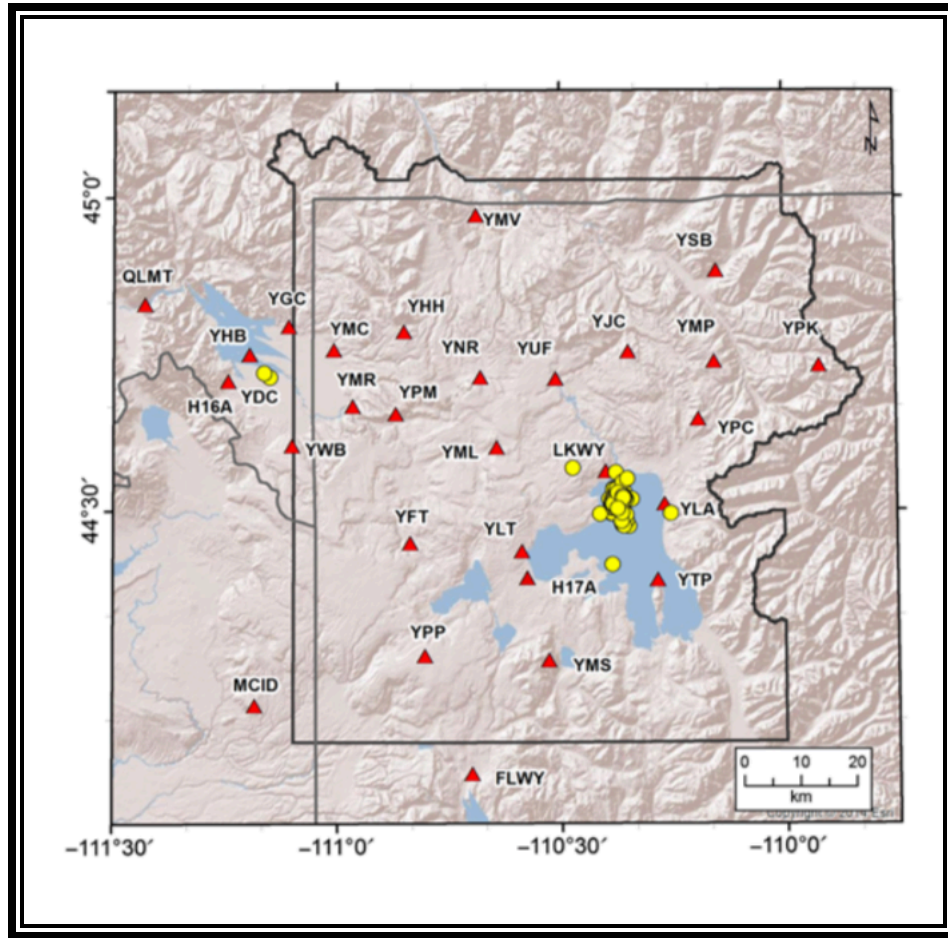 N
45°0′
YMV
YSB
QLMT
YGC
YHH
YJC
YMP
YPK
YHB
YMC
YNR
YUF
YMR
YPM
YDC
H16A
YPC
YWB
YML
LKWY
44°30′
YLA
YFT
YLT
H17A
YTP
YPP
YMS
MCID
FLWY
0 10 20
km
−111°30′ −111°0′ −110°30′ −110°0′